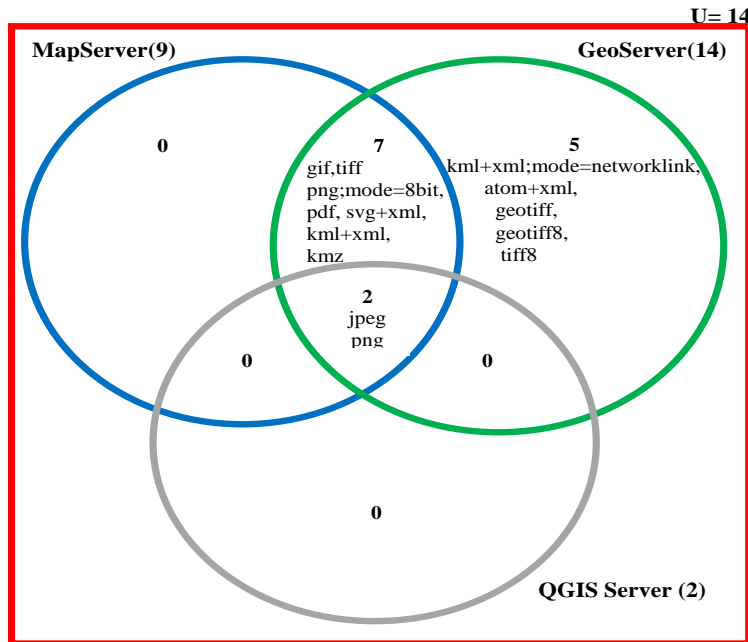 U= 14
MapServer(9)
GeoServer(14)
0
7
gif,tiff
png;mode=8bit,
pdf, svg+xml,
kml+xml,
kmz
5
kml+xml;mode=networklink,
atom+xml,
geotiff,
geotiff8,
tiff8
2
jpeg
png
0
0
0
QGIS Server (2)